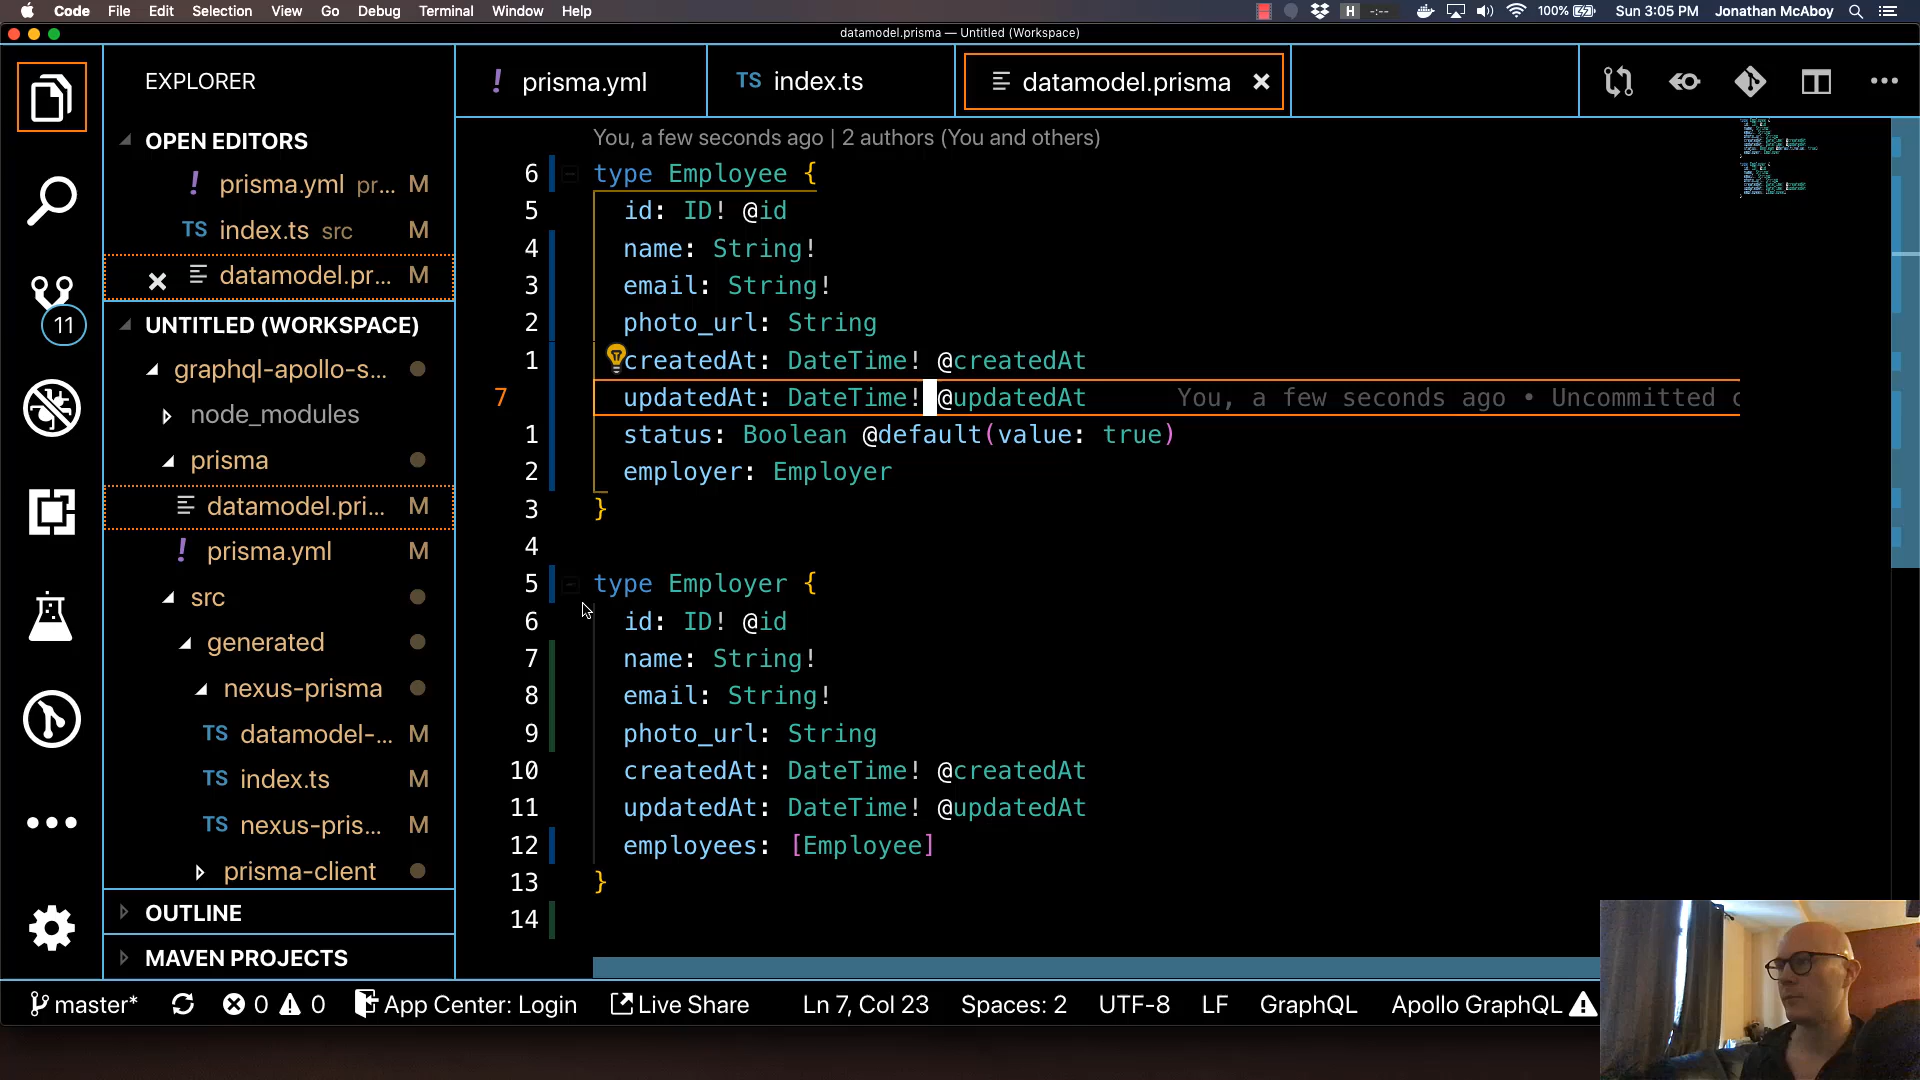 Code File Edit Selection View Go Debug Terminal Window Help
H --:-- 100% Sun 3:05 PM Jonathan McAboy
datamodel.prisma — Untitled (Workspace)
EXPLORER
OPEN EDITORS
! prisma.yml pr... M
TS index.ts src M
datamodel.pr... M
UNTITLED (WORKSPACE)
graphql-apollo-s...
node_modules
prisma
datamodel.pri... M
! prisma.yml M
src
generated
nexus-prisma
TS datamodel-... M
TS index.ts M
TS nexus-pris... M
prisma-client
OUTLINE
MAVEN PROJECTS
11
! prisma.yml
TS index.ts
datamodel.prisma
You, a few seconds ago | 2 authors (You and others)
6 type Employee {
5 id: ID! @id
4 name: String!
3 email: String!
2 photo_url: String
1 createdAt: DateTime! @createdAt
7 updatedAt: DateTime! @updatedAt You, a few seconds ago • Uncommitted c
1 status: Boolean @default(value: true)
2 employer: Employer
3 }
4
5 type Employer {
6 id: ID! @id
7 name: String!
8 email: String!
9 photo_url: String
10 createdAt: DateTime! @createdAt
11 updatedAt: DateTime! @updatedAt
12 employees: [Employee]
13 }
14
master* 0 0 App Center: Login Live Share Ln 7, Col 23 Spaces: 2 UTF-8 LF GraphQL Apollo GraphQL